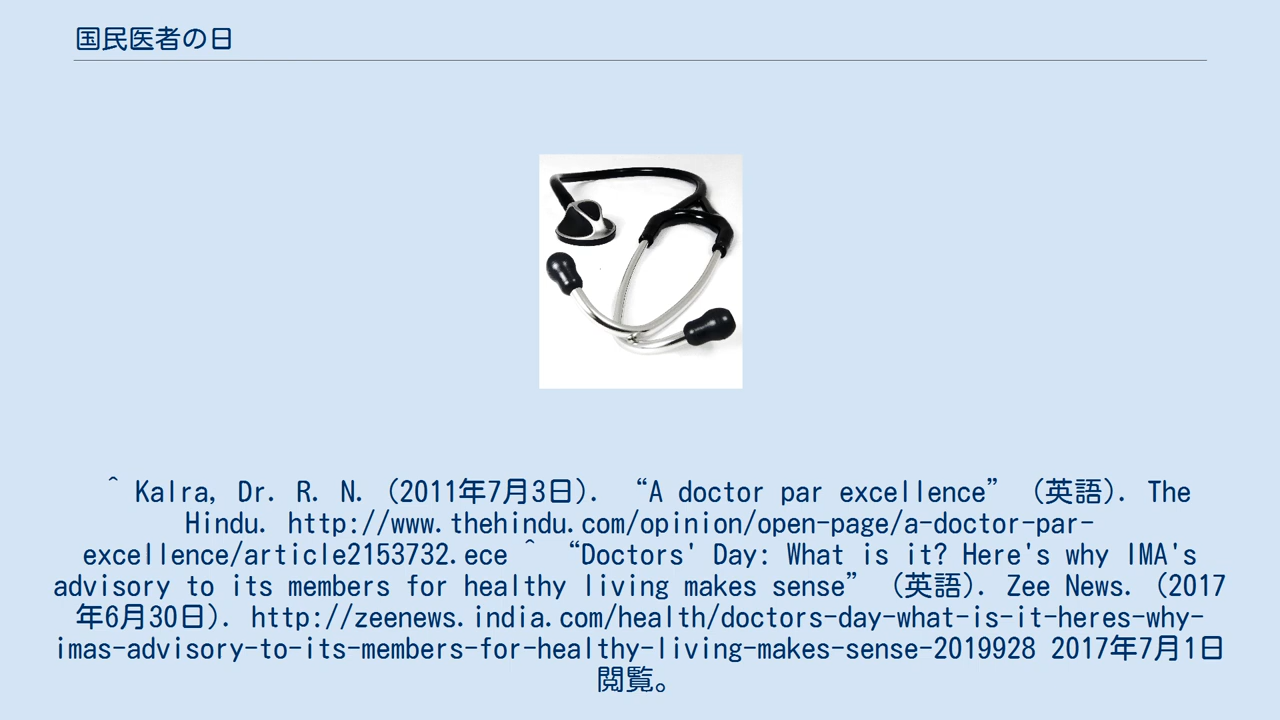 国民医者の日
^ Kalra, Dr. R. N. (2011年7月3日). “A doctor par excellence” (英語). The
Hindu. http://www.thehindu.com/opinion/open-page/a-doctor-par-
excellence/article2153732.ece ^ “Doctors' Day: What is it? Here's why IMA's
advisory to its members for healthy living makes sense” (英語). Zee News. (2017
年6月30日). http://zeenews.india.com/health/doctors-day-what-is-it-heres-why-
imas-advisory-to-its-members-for-healthy-living-makes-sense-2019928 2017年7月1日
閲覧。